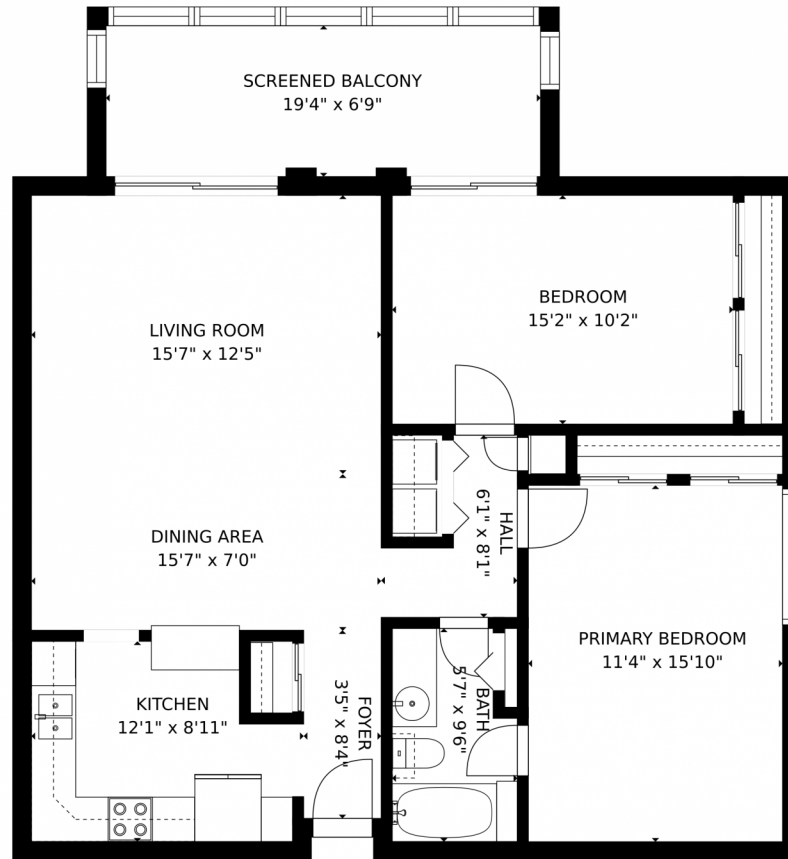 SCREENED BALCONY
19'4" x 6'9"
BEDROOM
15'2" x 10'2"
LIVING ROOM
15'7" x 12'5"
HALL
6'1" x 8'1"
DINING AREA
15'7" x 7'0"
PRIMARY BEDROOM
11'4" x 15'10"
KITCHEN
12'1" x 8'11"
FOYER
3'5" x 8'4"
BATH
5'7" x 9'6"